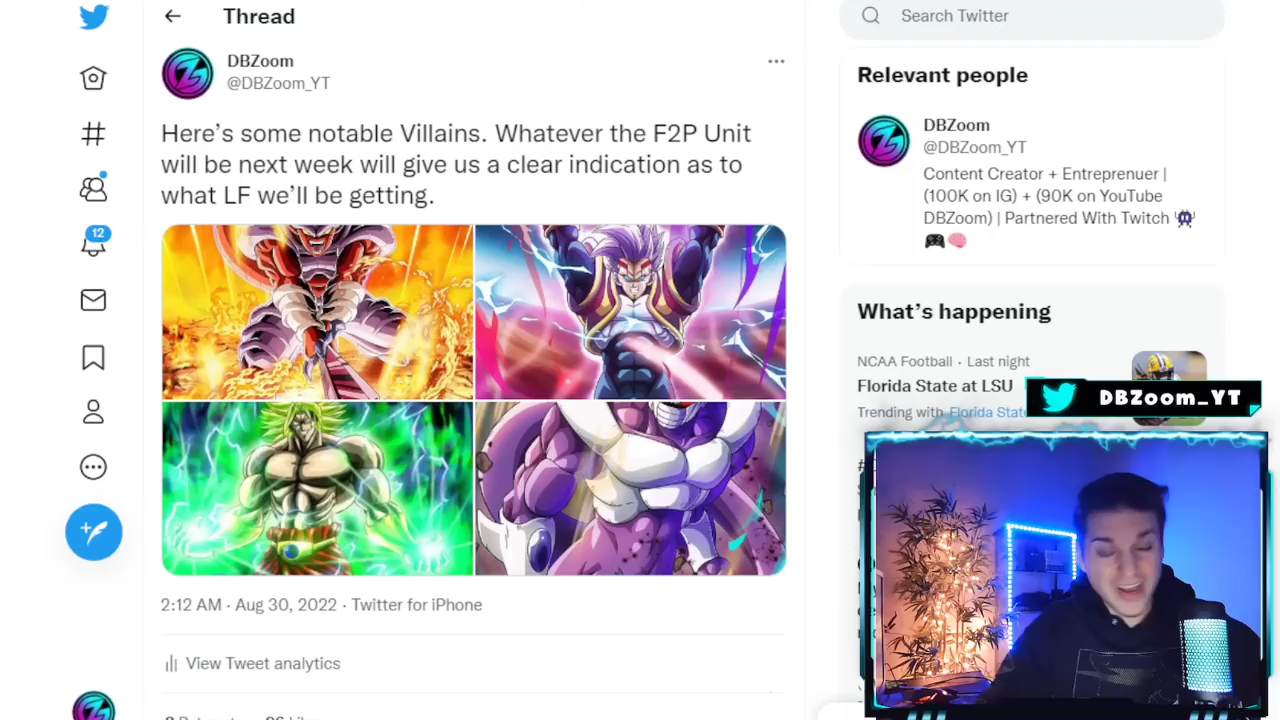 Thread
Search Twitter
DBZoom
@DBZoom_YT
Here's some notable Villains. Whatever the F2P Unit
will be next week will give us a clear indication as to
what LF we'll be getting.
2:12 AM · Aug 30, 2022 · Twitter for iPhone
View Tweet analytics
12
Relevant people
DBZoom
@DBZoom_YT
Content Creator + Entreprenuer |
(100K on IG) + (90K on YouTube
DBZoom) | Partnered With Twitch
What's happening
NCAA Football · Last night
Florida State at LSU
Trending with Florida State
DBZoom_YT